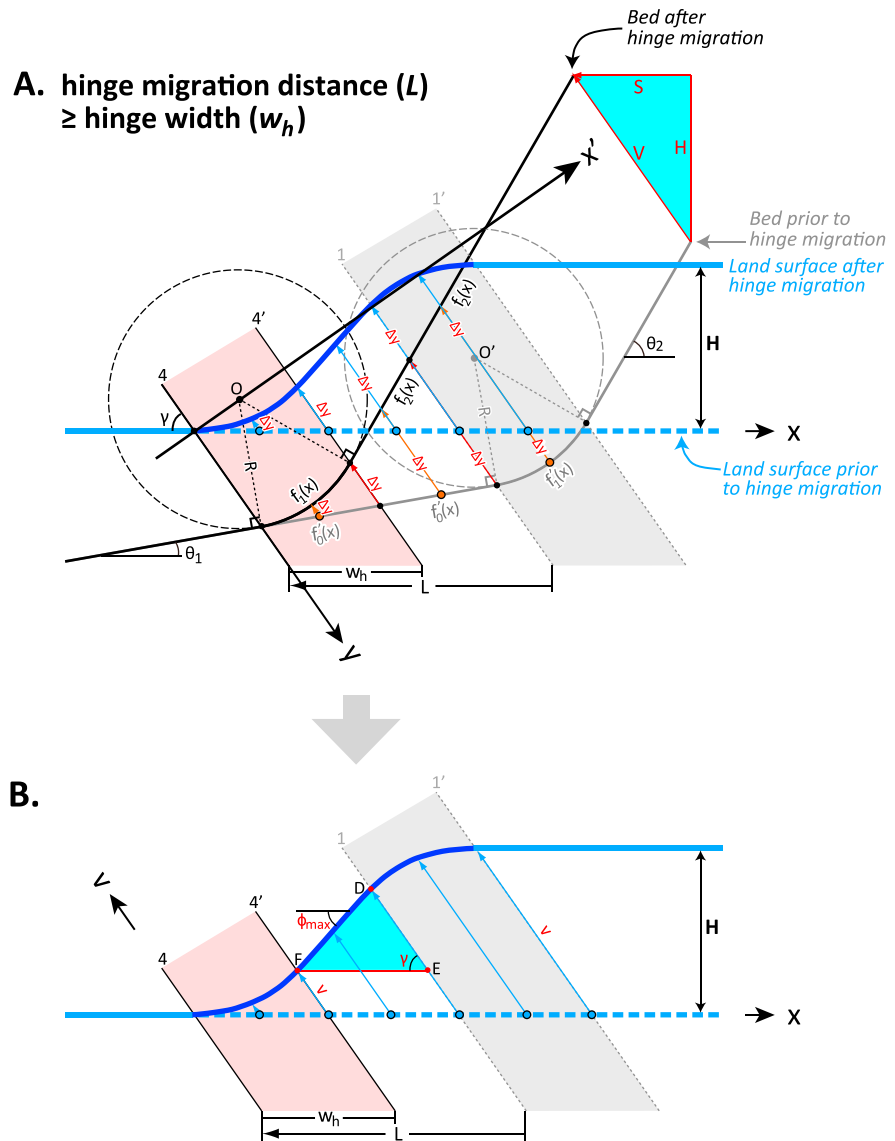 A. hinge migration distance (L)
≥ hinge width (wₕ)
Bed after
hinge migration
S
V
H
X′
1′
1
Bed prior to
hinge migration
Land surface after
hinge migration
f₂(x)
4′
4
Δy
Δy
O′
O
f₂(x)
θ₂
H
γ
Δy
Δy
R
Δy
X
R
Δy
Δy
Land surface prior
to hinge migration
f₁(x)
Δy
Δy
f′₁(x)
Δy
f′₀(x)
f′₀(x)
θ₁
wₕ
L
y
B.
1′
1
v
D
4′
4
ϕmax
H
v
F
γ
E
v
X
wₕ
L